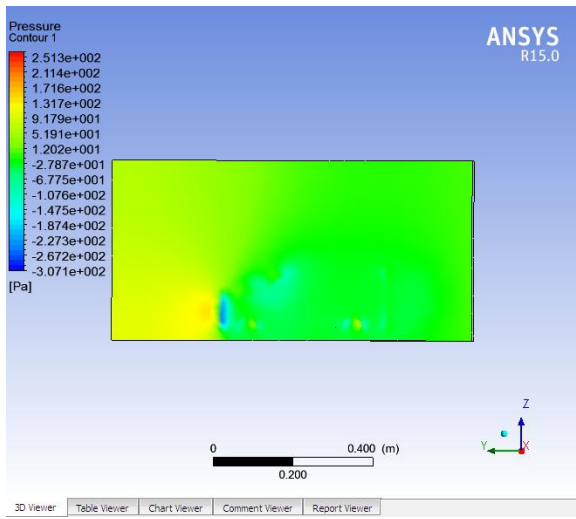 Pressure
Contour 1
2.513e+002
2.114e+002
1.716e+002
1.317e+002
9.179e+001
5.191e+001
1.202e+001
-2.787e+001
-6.775e+001
-1.076e+002
-1.475e+002
-1.874e+002
-2.273e+002
-2.672e+002
-3.071e+002
[Pa]
ANSYS
R15.0
0 0.400 (m)
0.200
Z
Y X
3D Viewer Table Viewer Chart Viewer Comment Viewer Report Viewer